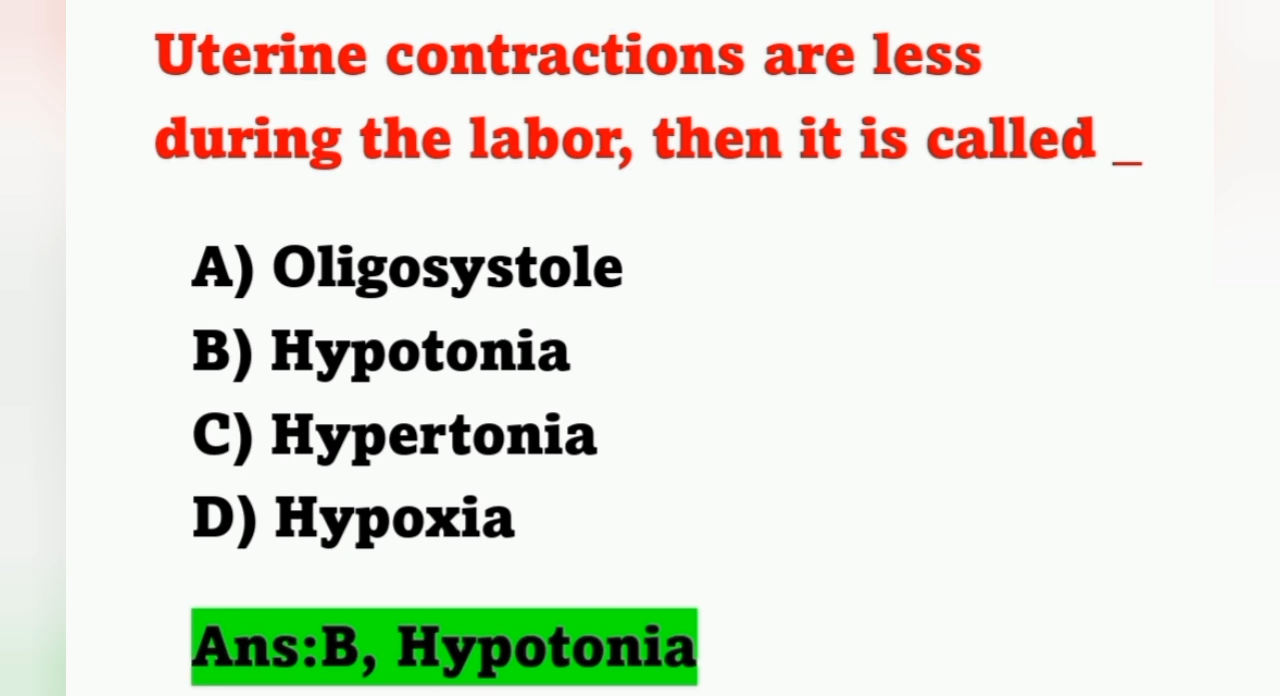 Uterine contractions are less
during the labor, then it is called _
A) Oligosystole
B) Hypotonia
C) Hypertonia
D) Hypoxia
Ans:B, Hypotonia